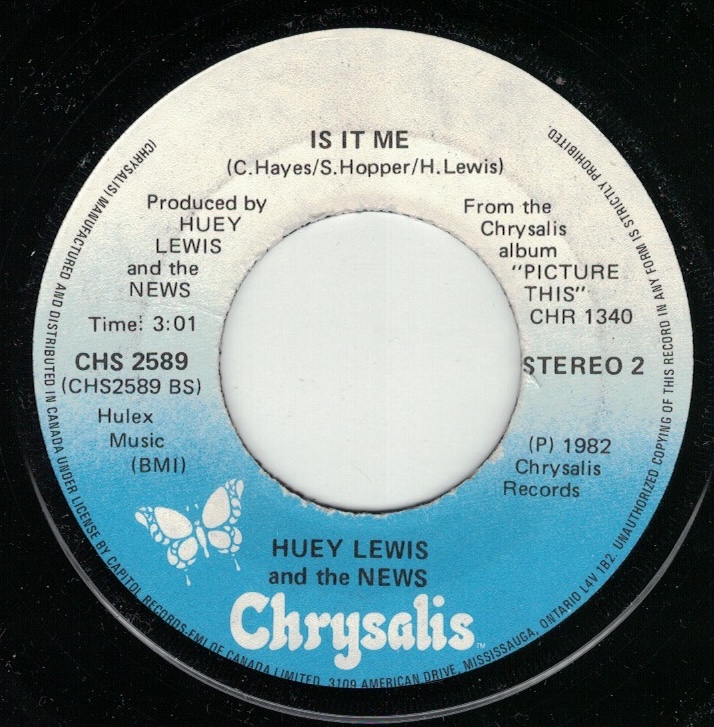 IS IT ME
(C.Hayes/S.Hopper/H.Lewis)
Produced by
HUEY
LEWIS
and the
NEWS
Time: 3:01
CHS 2589
(CHS2589 BS)
Hulex
Music
(BMI)
From the
Chrysalis
album
"PICTURE
THIS"
CHR 1340
STEREO 2
(P) 1982
Chrysalis
Records
HUEY LEWIS
and the NEWS
Chrysalis™
(CHRYSALIS) MANUFACTURED AND DISTRIBUTED IN CANADA UNDER LICENSE BY CAPITOL RECORDS-EMI OF CANADA LIMITED, 3109 AMERICAN DRIVE, MISSISSAUGA, ONTARIO L4V 1B2. UNAUTHORIZED COPYING OF THIS RECORD IN ANY FORM IS STRICTLY PROHIBITED.